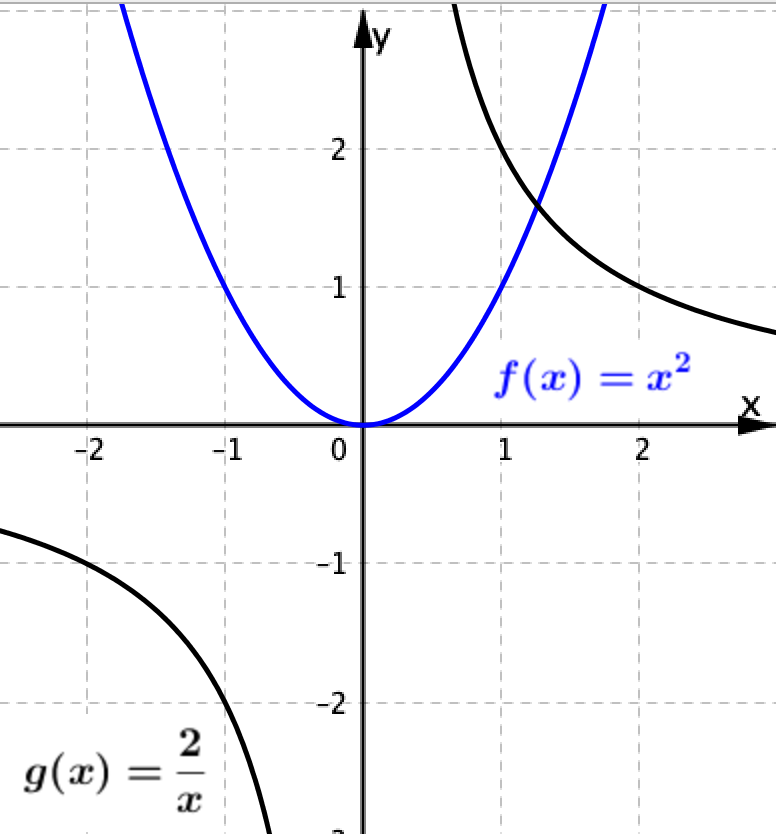 y
2
1
f(x) = x²
x
–2 –1 0 1 2
–1
–2
g(x) = 2/x